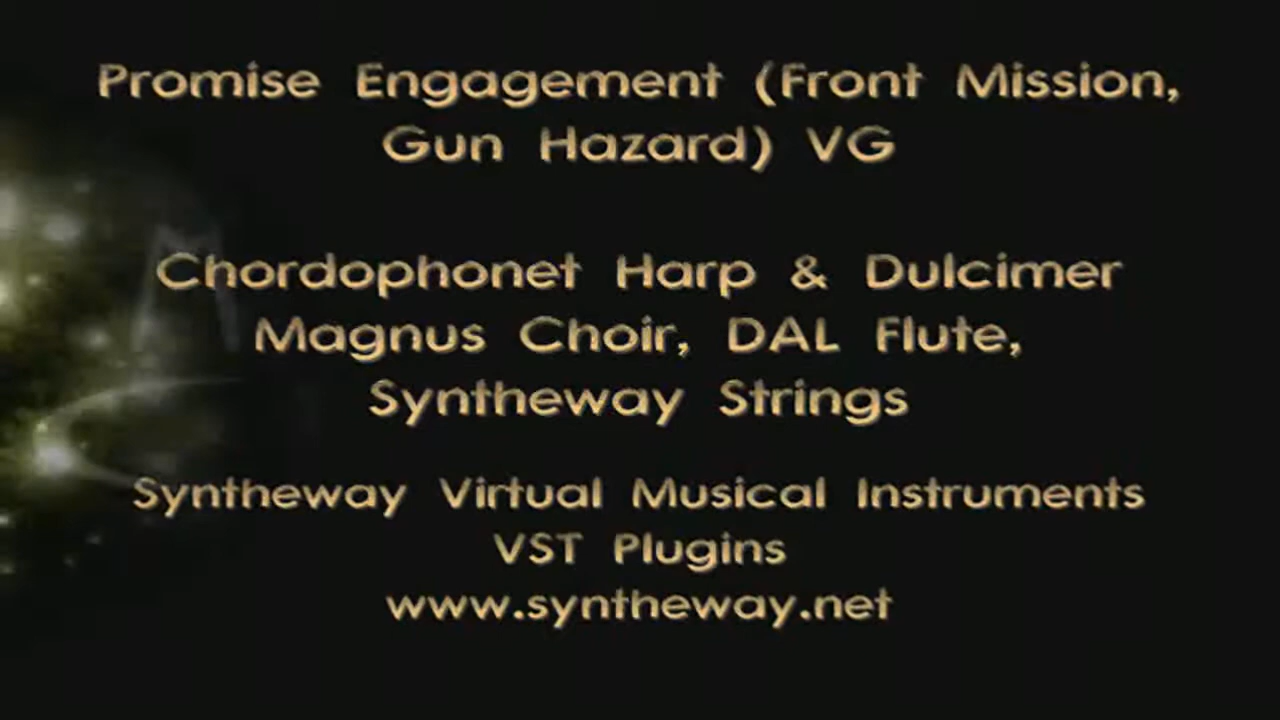 Promise Engagement (Front Mission,
Gun Hazard) VG
Chordophonet Harp & Dulcimer
Magnus Choir, DAL Flute,
Syntheway Strings
Syntheway Virtual Musical Instruments
VST Plugins
www.syntheway.net